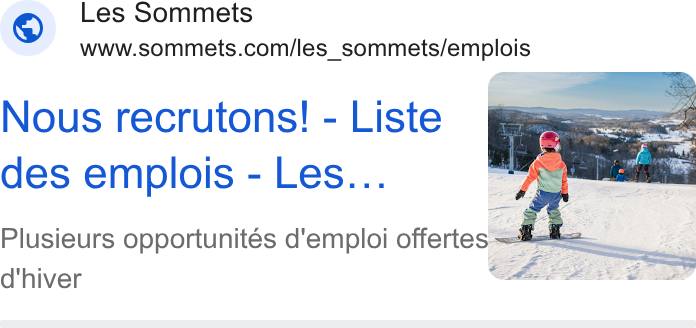 Les Sommets
www.sommets.com/les_sommets/emplois
Nous recrutons! - Liste
des emplois - Les…
Plusieurs opportunités d'emploi offertes
d'hiver